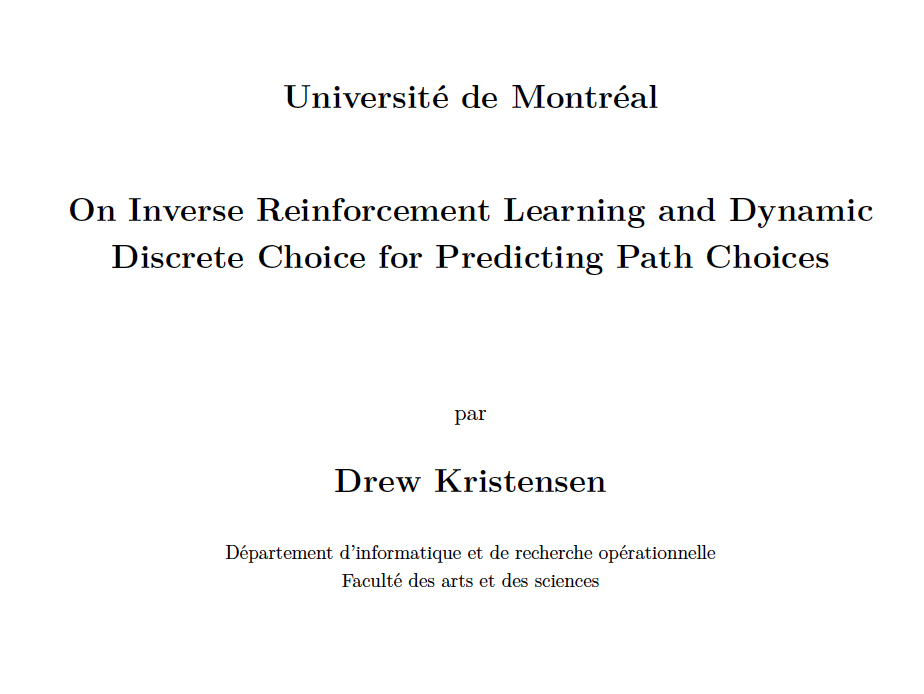 Université de Montréal
On Inverse Reinforcement Learning and Dynamic
Discrete Choice for Predicting Path Choices
par
Drew Kristensen
Département d'informatique et de recherche opérationnelle
Faculté des arts et des sciences